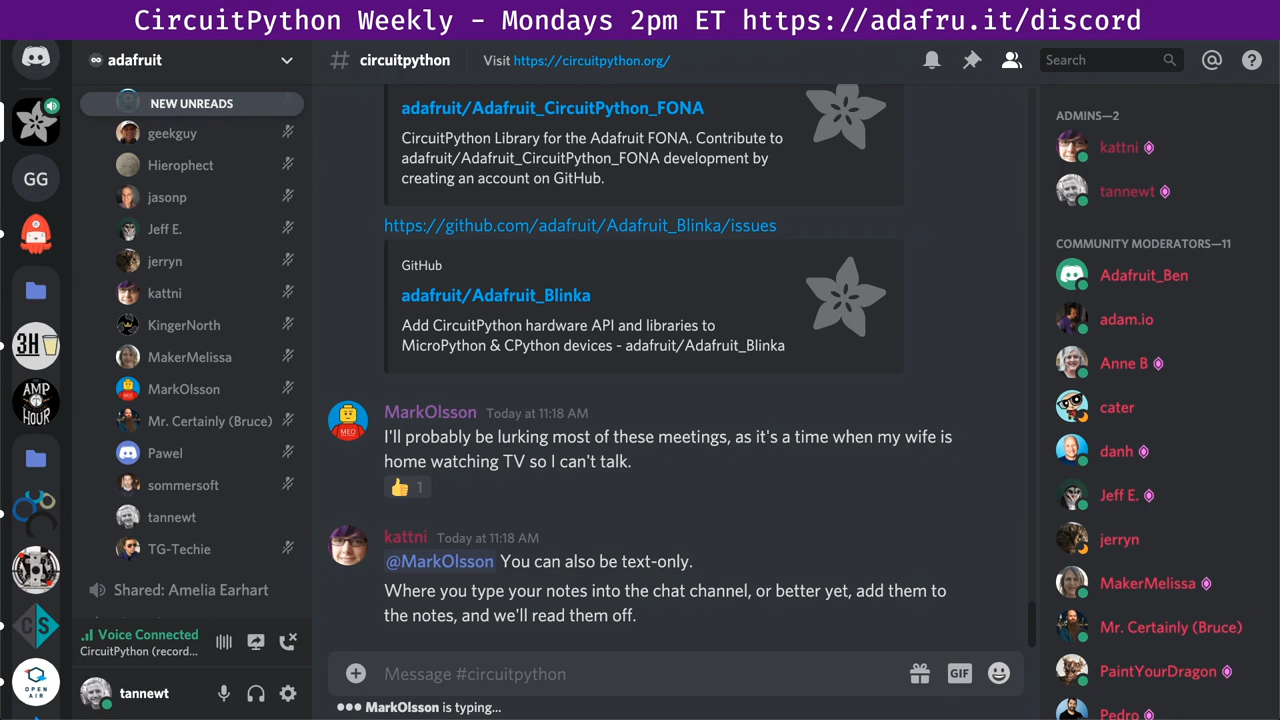 CircuitPython Weekly - Mondays 2pm ET https://adafru.it/discord
adafruit
NEW UNREADS
geekguy
Hierophect
jasonp
Jeff E.
jerryn
kattni
KingerNorth
MakerMelissa
MarkOlsson
Mr. Certainly (Bruce)
Pawel
sommersoft
tannewt
TG-Techie
Shared: Amelia Earhart
Voice Connected
CircuitPython (record...
tannewt
GG
3H
THE
AMP
HOUR
CS
OPEN
AIR
# circuitpython
Visit https://circuitpython.org/
Search
adafruit/Adafruit_CircuitPython_FONA
CircuitPython Library for the Adafruit FONA. Contribute to
adafruit/Adafruit_CircuitPython_FONA development by
creating an account on GitHub.
https://github.com/adafruit/Adafruit_Blinka/issues
GitHub
adafruit/Adafruit_Blinka
Add CircuitPython hardware API and libraries to
MicroPython & CPython devices - adafruit/Adafruit_Blinka
MEO
MarkOlsson Today at 11:18 AM
I'll probably be lurking most of these meetings, as it's a time when my wife is
home watching TV so I can't talk.
👍 1
kattni Today at 11:18 AM
@MarkOlsson You can also be text-only.
Where you type your notes into the chat channel, or better yet, add them to
the notes, and we'll read them off.
Message #circuitpython
GIF
MarkOlsson is typing...
ADMINS—2
kattni
tannewt
COMMUNITY MODERATORS—11
Adafruit_Ben
adam.io
Anne B
cater
danh
Jeff E.
jerryn
MakerMelissa
Mr. Certainly (Bruce)
PaintYourDragon
Pedro